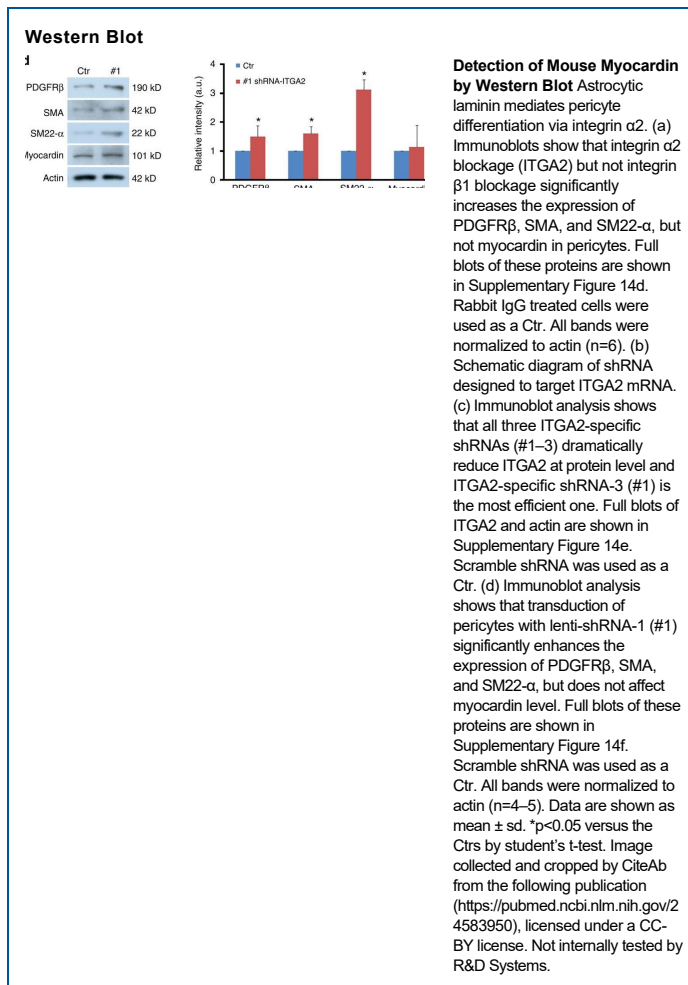 Western Blot
d
Ctr #1
PDGFRβ 190 kD
SMA 42 kD
SM22-α 22 kD
Myocardin 101 kD
Actin 42 kD
Relative intensity (a.u.)
4
3
2
1
0
Ctr
#1 shRNA-ITGA2
* * *
PDGFRβ SMA SM22-α Myocardi
Detection of Mouse Myocardin
by Western Blot Astrocytic
laminin mediates pericyte
differentiation via integrin α2. (a)
Immunoblots show that integrin α2
blockage (ITGA2) but not integrin
β1 blockage significantly
increases the expression of
PDGFRβ, SMA, and SM22-α, but
not myocardin in pericytes. Full
blots of these proteins are shown
in Supplementary Figure 14d.
Rabbit IgG treated cells were
used as a Ctr. All bands were
normalized to actin (n=6). (b)
Schematic diagram of shRNA
designed to target ITGA2 mRNA.
(c) Immunoblot analysis shows
that all three ITGA2-specific
shRNAs (#1–3) dramatically
reduce ITGA2 at protein level and
ITGA2-specific shRNA-3 (#1) is
the most efficient one. Full blots of
ITGA2 and actin are shown in
Supplementary Figure 14e.
Scramble shRNA was used as a
Ctr. (d) Immunoblot analysis
shows that transduction of
pericytes with lenti-shRNA-1 (#1)
significantly enhances the
expression of PDGFRβ, SMA,
and SM22-α, but does not affect
myocardin level. Full blots of these
proteins are shown in
Supplementary Figure 14f.
Scramble shRNA was used as a
Ctr. All bands were normalized to
actin (n=4–5). Data are shown as
mean ± sd. *p<0.05 versus the
Ctrs by student’s t-test. Image
collected and cropped by CiteAb
from the following publication
(https://pubmed.ncbi.nlm.nih.gov/2
4583950), licensed under a CC-
BY license. Not internally tested by
R&D Systems.